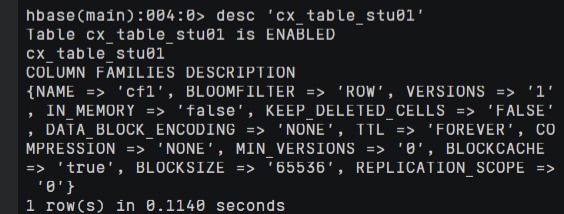 hbase(main):004:0> desc 'cx_table_stu01'
Table cx_table_stu01 is ENABLED
cx_table_stu01
COLUMN FAMILIES DESCRIPTION
{NAME => 'cf1', BLOOMFILTER => 'ROW', VERSIONS => '1'
, IN_MEMORY => 'false', KEEP_DELETED_CELLS => 'FALSE'
, DATA_BLOCK_ENCODING => 'NONE', TTL => 'FOREVER', CO
MPRESSION => 'NONE', MIN_VERSIONS => '0', BLOCKCACHE
=> 'true', BLOCKSIZE => '65536', REPLICATION_SCOPE =>
'0'}
1 row(s) in 0.1140 seconds